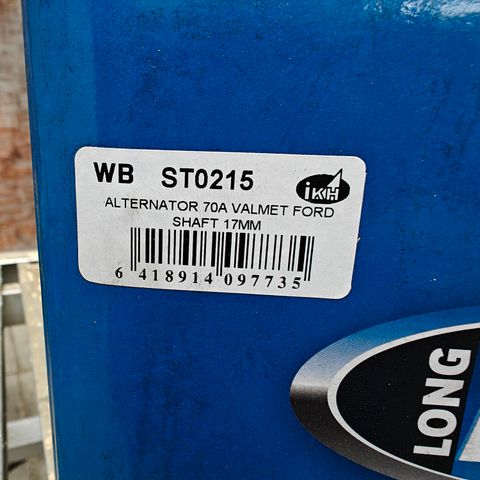 WB ST0215
IKH
ALTERNATOR 70A VALMET FORD
SHAFT 17MM
6 418914 097735
LONG